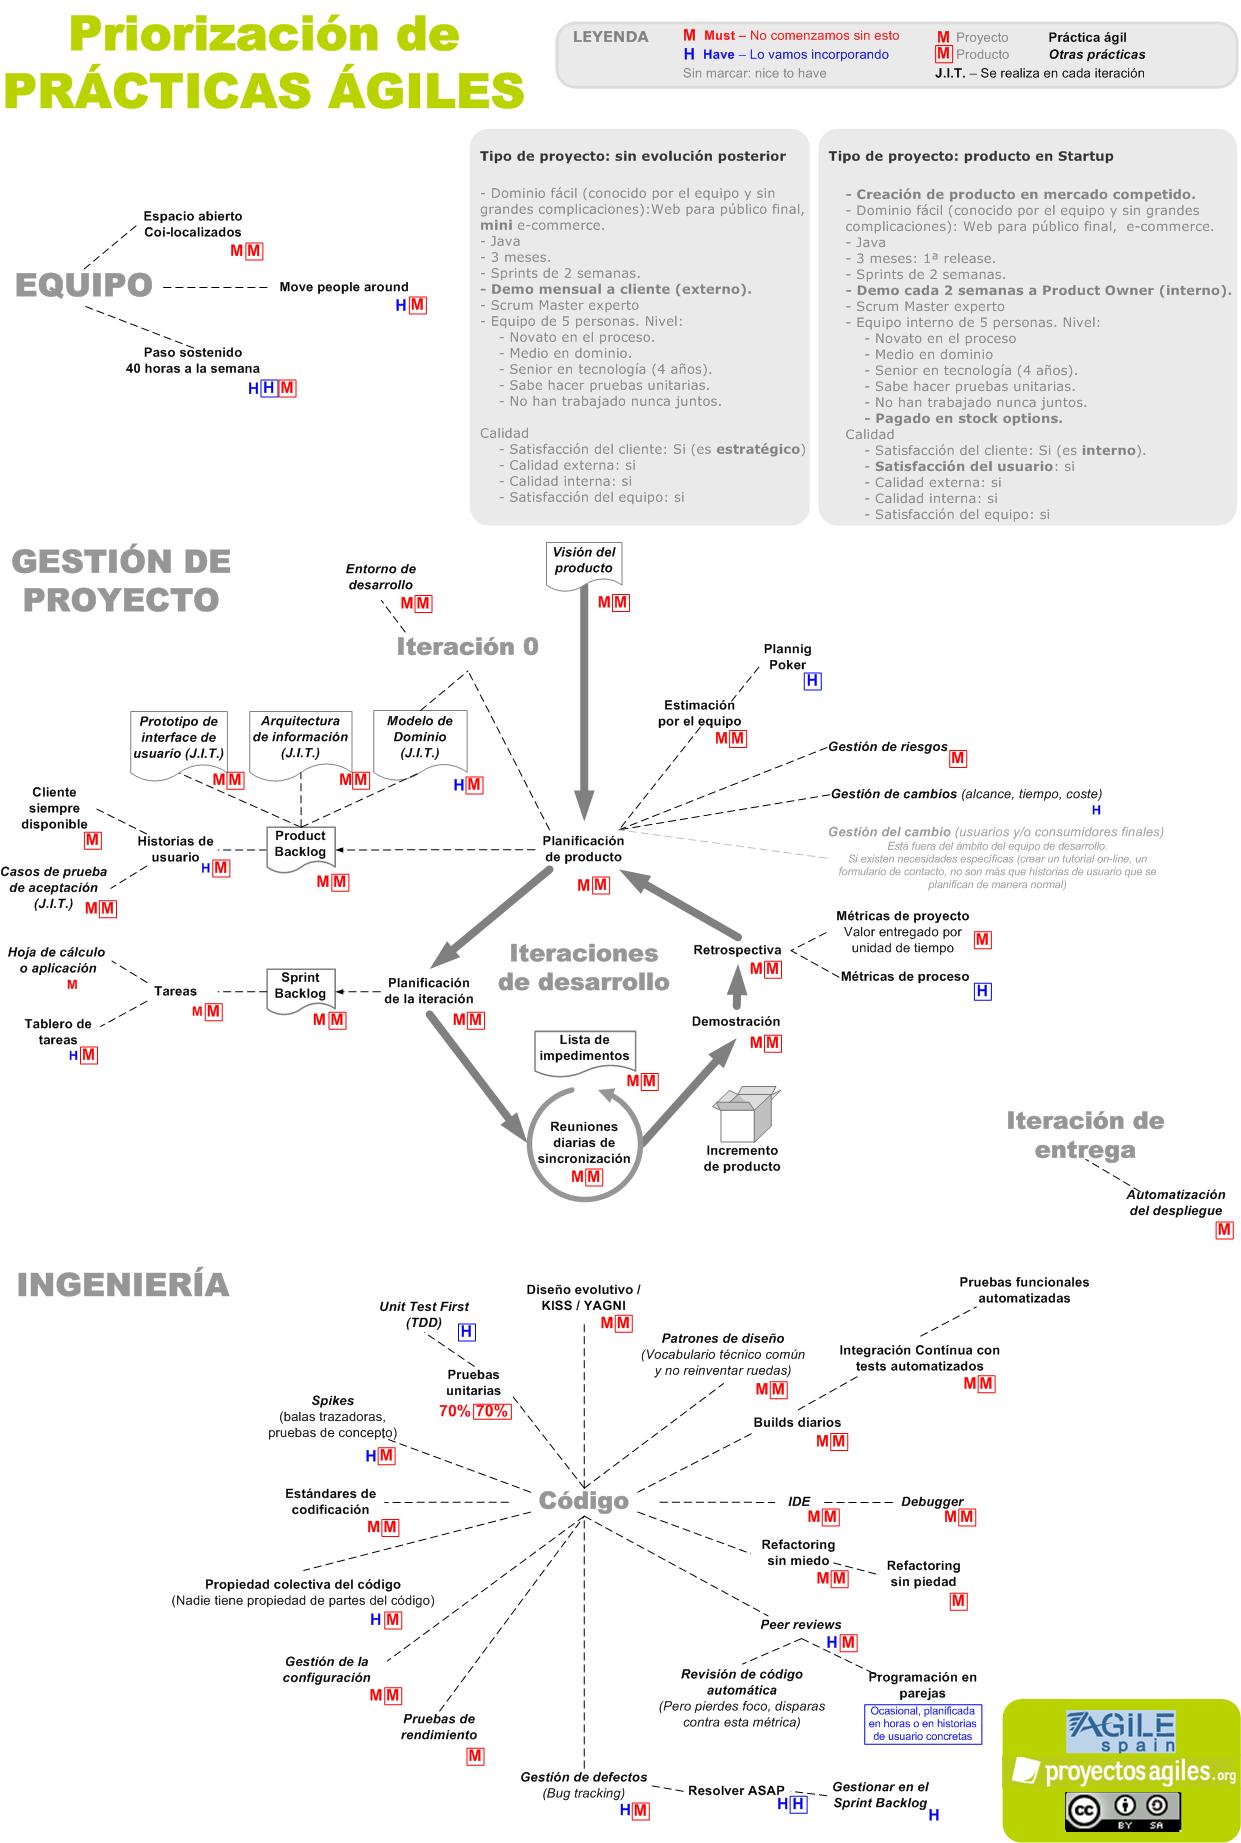 Priorización de
PRÁCTICAS ÁGILES
LEYENDA
M Must – No comenzamos sin esto
H Have – Lo vamos incorporando
Sin marcar: nice to have
M Proyecto
M Producto
Práctica ágil
Otras prácticas
J.I.T. – Se realiza en cada iteración
Tipo de proyecto: sin evolución posterior
- Dominio fácil (conocido por el equipo y sin
grandes complicaciones):Web para público final,
mini e-commerce.
- Java
- 3 meses.
- Sprints de 2 semanas.
- Demo mensual a cliente (externo).
- Scrum Master experto
- Equipo de 5 personas. Nivel:
- Novato en el proceso.
- Medio en dominio.
- Senior en tecnología (4 años).
- Sabe hacer pruebas unitarias.
- No han trabajado nunca juntos.
Calidad
- Satisfacción del cliente: Si (es estratégico)
- Calidad externa: si
- Calidad interna: si
- Satisfacción del equipo: si
Tipo de proyecto: producto en Startup
- Creación de producto en mercado competido.
- Dominio fácil (conocido por el equipo y sin grandes
complicaciones): Web para público final, e-commerce.
- Java
- 3 meses: 1ª release.
- Sprints de 2 semanas.
- Demo cada 2 semanas a Product Owner (interno).
- Scrum Master experto
- Equipo interno de 5 personas. Nivel:
- Novato en el proceso
- Medio en dominio
- Senior en tecnología (4 años).
- Sabe hacer pruebas unitarias.
- No han trabajado nunca juntos.
- Pagado en stock options.
Calidad
- Satisfacción del cliente: Si (es interno).
- Satisfacción del usuario: si
- Calidad externa: si
- Calidad interna: si
- Satisfacción del equipo: si
EQUIPO
Espacio abierto
Coi-localizados
M M
Move people around
H M
Paso sostenido
40 horas a la semana
H H M
GESTIÓN DE
PROYECTO
Entorno de
desarrollo
M M
Iteración 0
Visión del
producto
M M
Plannig
Poker
H
Estimación
por el equipo
M M
Gestión de riesgos
M
Gestión de cambios (alcance, tiempo, coste)
H
Gestión del cambio (usuarios y/o consumidores finales)
Está fuera del ámbito del equipo de desarrollo.
Si existen necesidades específicas (crear un tutorial on-line, un
formulario de contacto, no son más que historias de usuario que se
planifican de manera normal)
Prototipo de
interface de
usuario (J.I.T.)
M M
Arquitectura
de información
(J.I.T.)
M M
Modelo de
Dominio
(J.I.T.)
H M
Cliente
siempre
disponible
M
Historias de
usuario
H M
Casos de prueba
de aceptación
(J.I.T.)
M M
Product
Backlog
M M
Planificación
de producto
M M
Hoja de cálculo
o aplicación
M
Tareas
M M
Tablero de
tareas
H M
Sprint
Backlog
M M
Planificación
de la iteración
M M
Iteraciones
de desarrollo
Retrospectiva
M M
Métricas de proyecto
Valor entregado por
unidad de tiempo
M
Métricas de proceso
H
Demostración
M M
Lista de
impedimentos
M M
Reuniones
diarias de
sincronización
M M
Incremento
de producto
Iteración de
entrega
Automatización
del despliegue
M
INGENIERÍA
Unit Test First
(TDD)
H
Pruebas
unitarias
70% 70%
Diseño evolutivo /
KISS / YAGNI
M M
Patrones de diseño
(Vocabulario técnico común
y no reinventar ruedas)
M M
Pruebas funcionales
automatizadas
Integración Contínua con
tests automatizados
M M
Builds diarios
M M
Spikes
(balas trazadoras,
pruebas de concepto)
H M
Estándares de
codificación
M M
Código
IDE
M M
Debugger
M M
Refactoring
sin miedo
M M
Refactoring
sin piedad
M
Propiedad colectiva del código
(Nadie tiene propiedad de partes del código)
H M
Peer reviews
H M
Gestión de la
configuración
M M
Revisión de código
automática
(Pero pierdes foco, disparas
contra esta métrica)
Programación en
parejas
Ocasional, planificada
en horas o en historias
de usuario concretas
Pruebas de
rendimiento
M
Gestión de defectos
(Bug tracking)
H M
Resolver ASAP
H H
Gestionar en el
Sprint Backlog
H
AGILE
spain
proyectosagiles.org
cc
BY SA